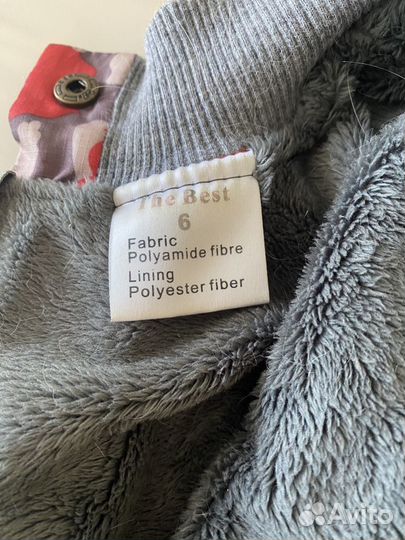 The Best
6
Fabric
Polyamide fibre
Lining
Polyester fiber
Avito